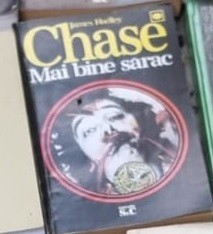 James Hadley
Chase
Mai bine sarac
S.C.